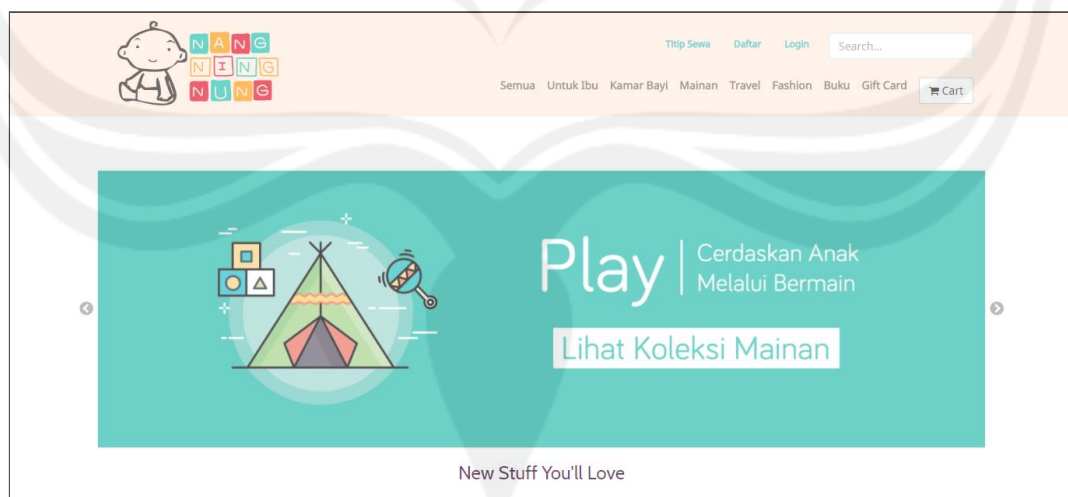 NANG
NING
NUNG
Titip Sewa Daftar Login Search...
Semua Untuk Ibu Kamar Bayi Mainan Travel Fashion Buku Gift Card Cart
Play
Cerdaskan Anak
Melalui Bermain
Lihat Koleksi Mainan
New Stuff You'll Love